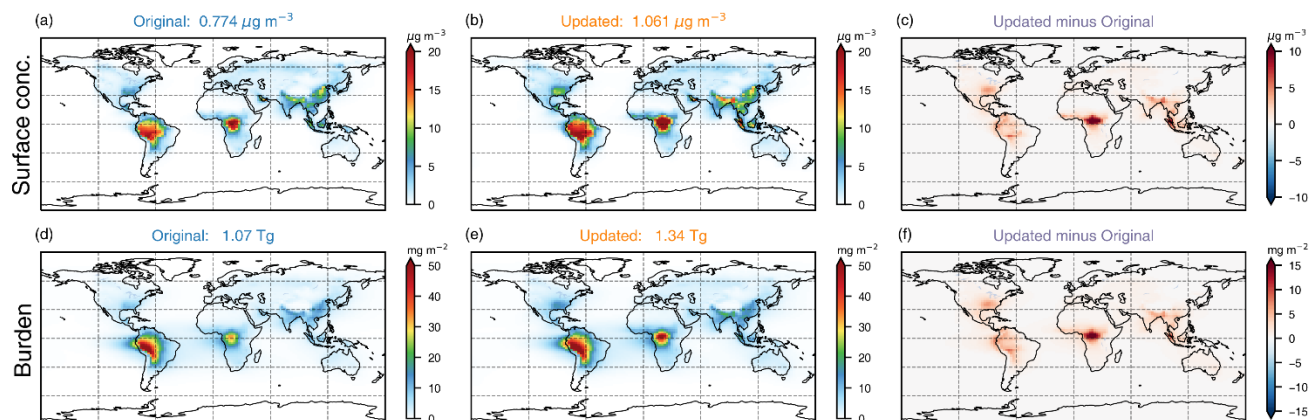 (a) Original: 0.774 μg m⁻³
μg m⁻³
20
15
10
5
0
(b) Updated: 1.061 μg m⁻³
μg m⁻³
20
15
10
5
0
(c) Updated minus Original
μg m⁻³
10
5
0
−5
−10
Surface conc.
(d) Original: 1.07 Tg
mg m⁻²
50
40
30
20
10
0
(e) Updated: 1.34 Tg
mg m⁻²
50
40
30
20
10
0
(f) Updated minus Original
mg m⁻²
15
10
5
0
−5
−10
−15
Burden